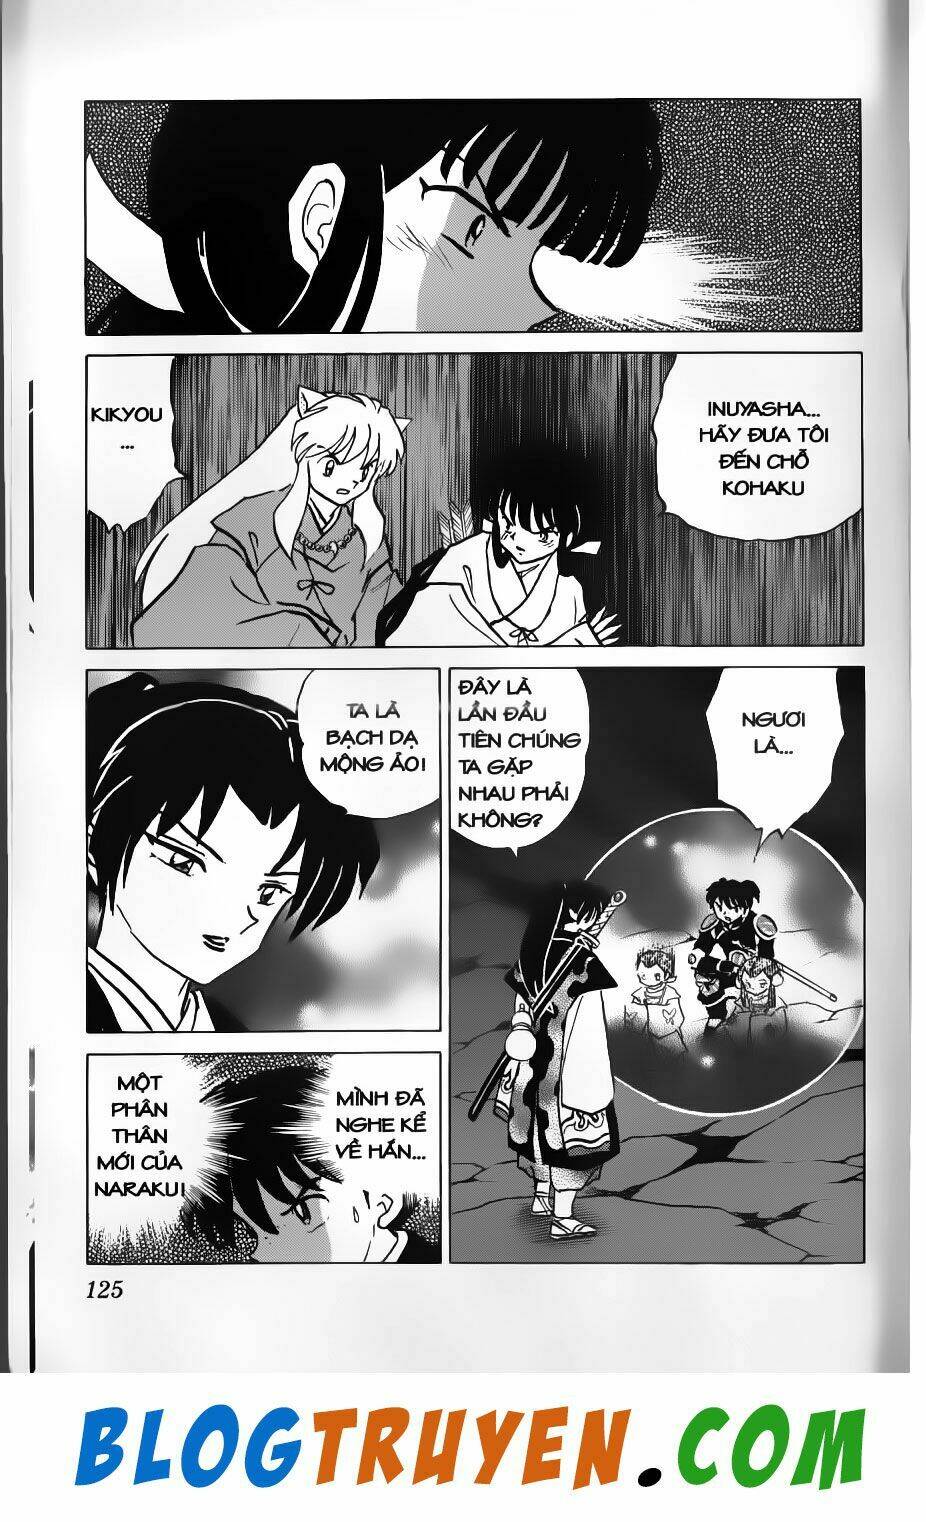 INUYASHA...
HÃY ĐƯA TÔI
ĐẾN CHỖ
KOHAKU
KIKYOU
...
NGƯƠI
LÀ...
ĐÂY LÀ
LẦN ĐẦU
TIÊN CHÚNG
TA GẶP
NHAU PHẢI
KHÔNG?
TA LÀ
BẠCH DẠ
MỘNG ẢO!
MÌNH ĐÃ
NGHE KỂ
VỀ HẮN...
MỘT
PHÂN
THÂN
MỚI CỦA
NARAKU!
125
BLOGTRUYEN.COM